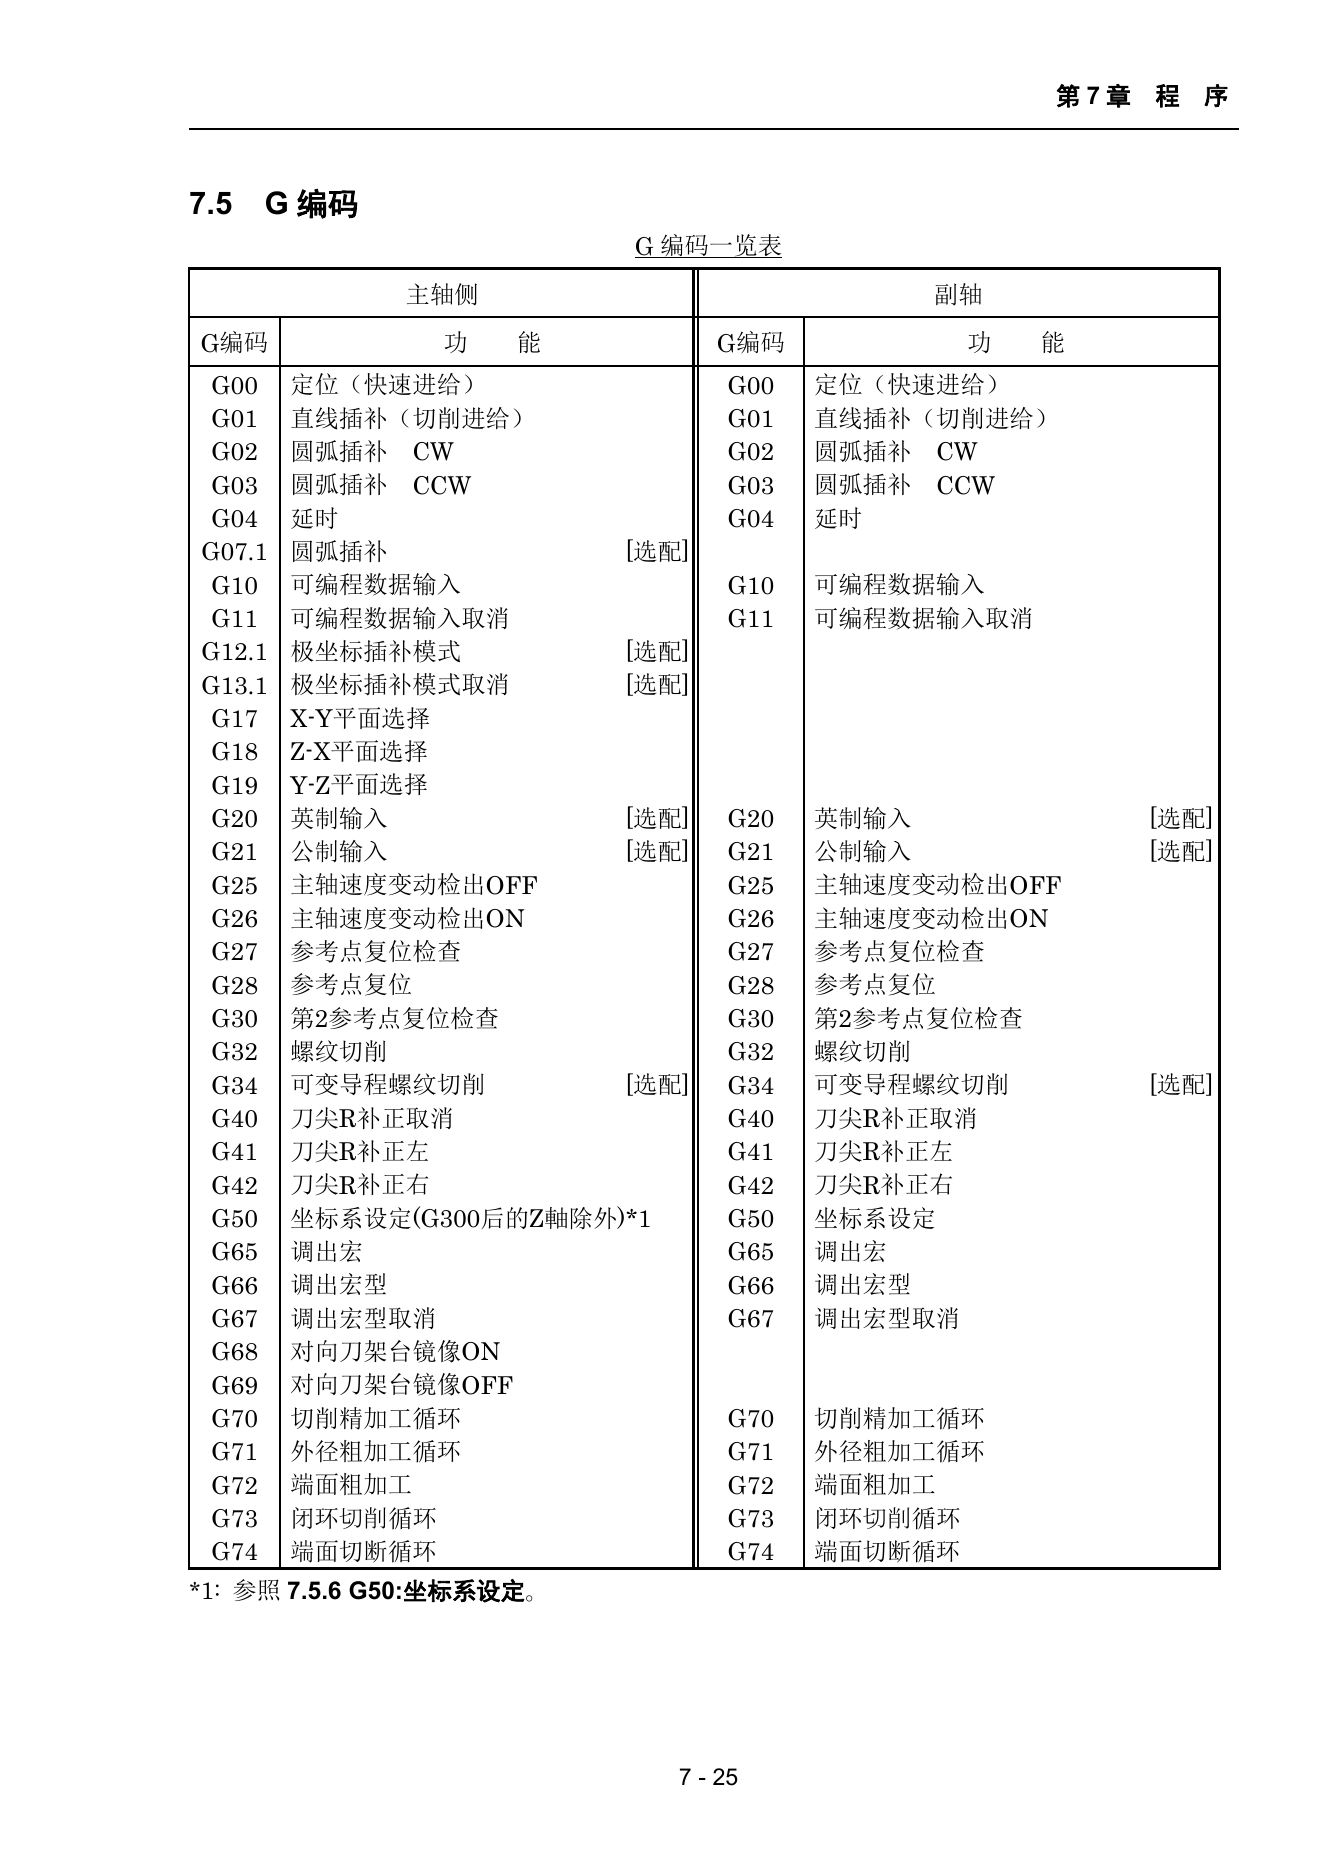 第 7 章　程　序
7.5　G 编码
G 编码一览表
主轴侧　副轴
G编码　功　　能　G编码　功　　能
G00　定位（快速进给）　G00　定位（快速进给）
G01　直线插补（切削进给）　G01　直线插补（切削进给）
G02　圆弧插补　CW　G02　圆弧插补　CW
G03　圆弧插补　CCW　G03　圆弧插补　CCW
G04　延时　G04　延时
G07.1　圆弧插补　[选配]
G10　可编程数据输入　G10　可编程数据输入
G11　可编程数据输入取消　G11　可编程数据输入取消
G12.1　极坐标插补模式　[选配]
G13.1　极坐标插补模式取消　[选配]
G17　X-Y平面选择
G18　Z-X平面选择
G19　Y-Z平面选择
G20　英制输入　[选配]　G20　英制输入　[选配]
G21　公制输入　[选配]　G21　公制输入　[选配]
G25　主轴速度变动检出OFF　G25　主轴速度变动检出OFF
G26　主轴速度变动检出ON　G26　主轴速度变动检出ON
G27　参考点复位检查　G27　参考点复位检查
G28　参考点复位　G28　参考点复位
G30　第2参考点复位检查　G30　第2参考点复位检查
G32　螺纹切削　G32　螺纹切削
G34　可变导程螺纹切削　[选配]　G34　可变导程螺纹切削　[选配]
G40　刀尖R补正取消　G40　刀尖R补正取消
G41　刀尖R补正左　G41　刀尖R补正左
G42　刀尖R补正右　G42　刀尖R补正右
G50　坐标系设定(G300后的Z軸除外)*1　G50　坐标系设定
G65　调出宏　G65　调出宏
G66　调出宏型　G66　调出宏型
G67　调出宏型取消　G67　调出宏型取消
G68　对向刀架台镜像ON
G69　对向刀架台镜像OFF
G70　切削精加工循环　G70　切削精加工循环
G71　外径粗加工循环　G71　外径粗加工循环
G72　端面粗加工　G72　端面粗加工
G73　闭环切削循环　G73　闭环切削循环
G74　端面切断循环　G74　端面切断循环
*1: 参照 7.5.6 G50:坐标系设定。
7 - 25